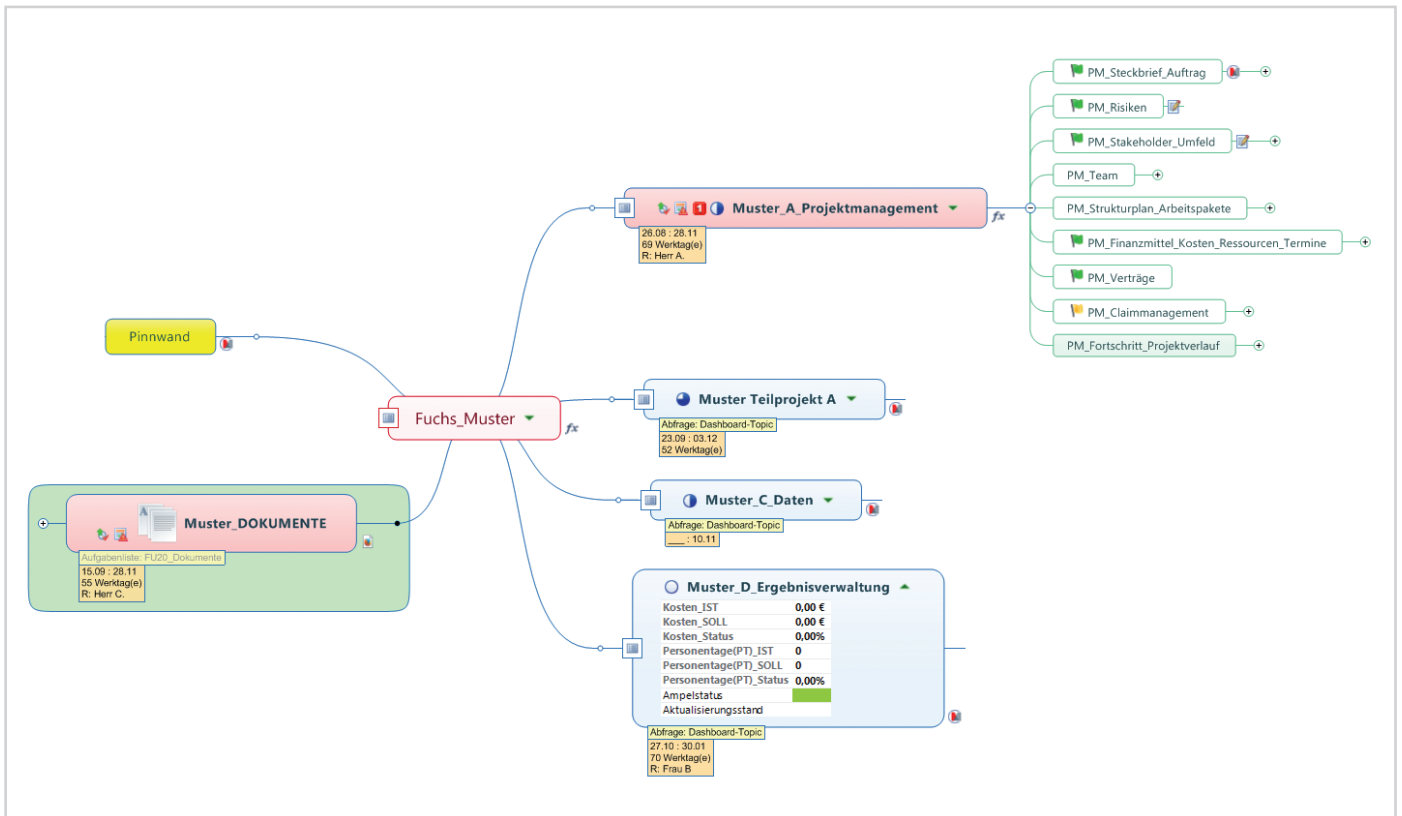 PM_Steckbrief_Auftrag
PM_Risiken
PM_Stakeholder_Umfeld
PM_Team
PM_Strukturplan_Arbeitspakete
PM_Finanzmittel_Kosten_Ressourcen_Termine
PM_Verträge
PM_Claimmanagement
PM_Fortschritt_Projektverlauf
1 Muster_A_Projektmanagement
fx
26.08 : 28.11
69 Werktag(e)
R: Herr A.
Pinnwand
Fuchs_Muster
fx
Muster Teilprojekt A
Abfrage: Dashboard-Topic
23.09 : 03.12
52 Werktag(e)
Muster_C_Daten
Abfrage: Dashboard-Topic
___ : 10.11
A
Muster_DOKUMENTE
Aufgabenliste: FU20_Dokumente
15.09 : 28.11
55 Werktag(e)
R: Herr C.
Muster_D_Ergebnisverwaltung
Kosten_IST 0,00 €
Kosten_SOLL 0,00 €
Kosten_Status 0,00%
Personentage(PT)_IST 0
Personentage(PT)_SOLL 0
Personentage(PT)_Status 0,00%
Ampelstatus
Aktualisierungsstand
Abfrage: Dashboard-Topic
27.10 : 30.01
70 Werktag(e)
R: Frau B